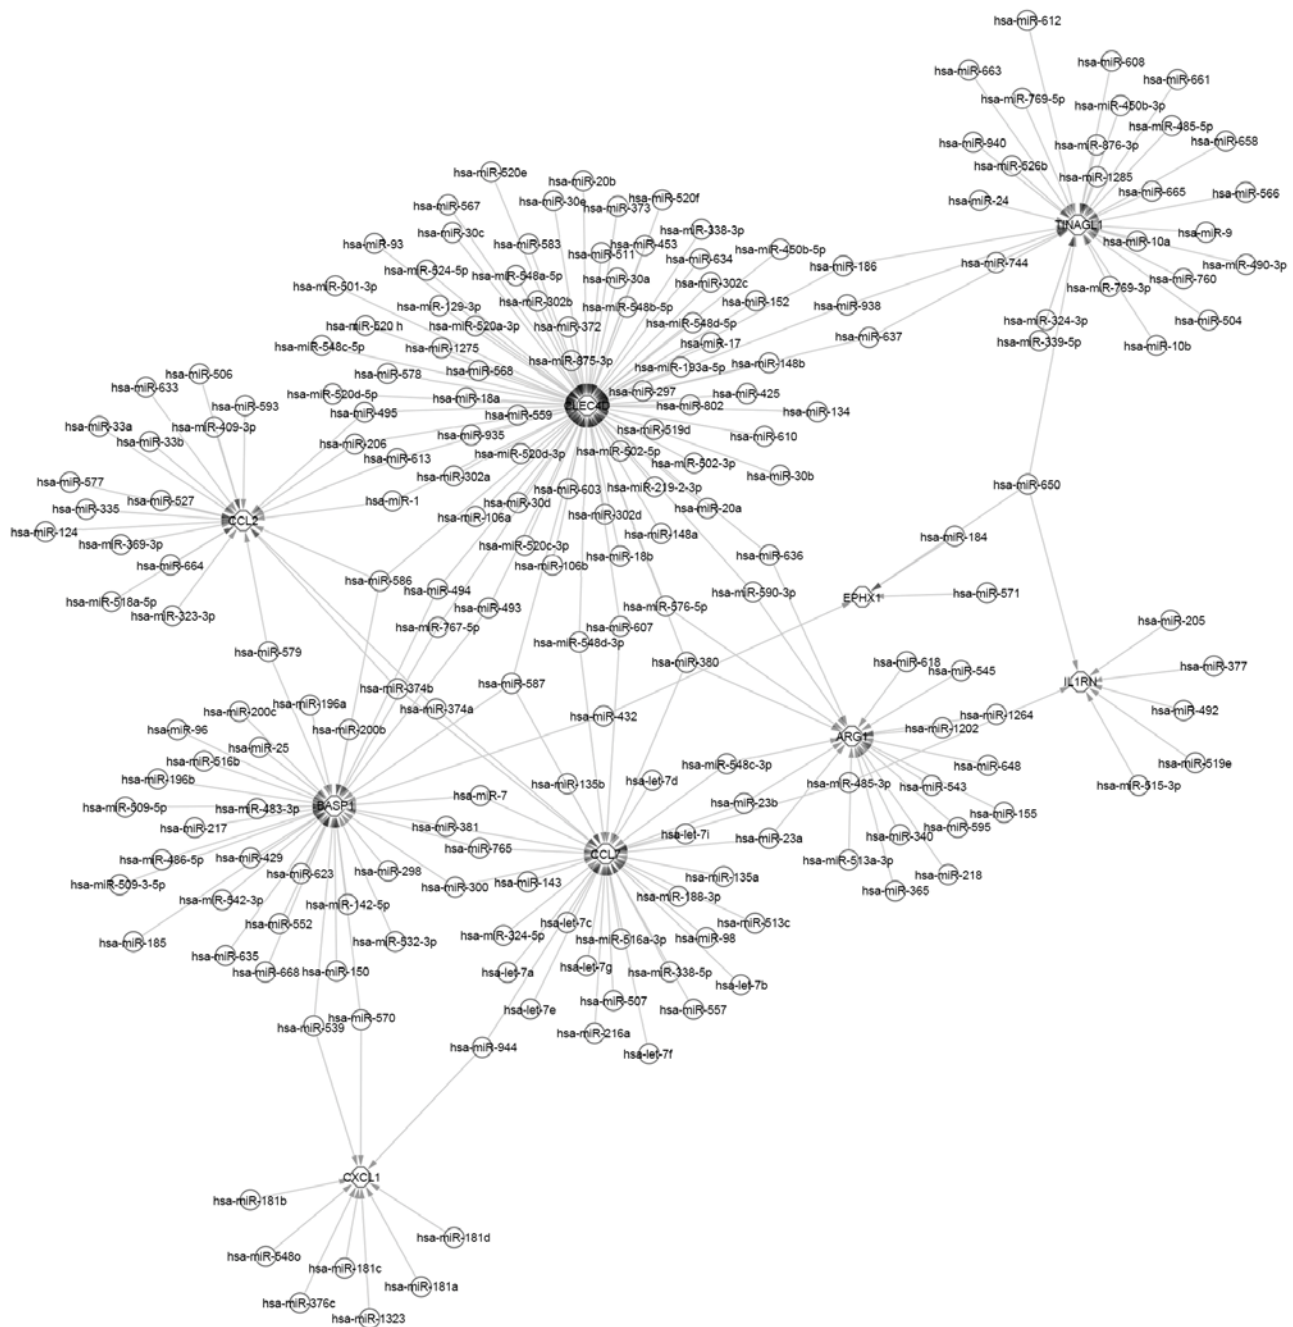 hsa-miR-612
hsa-miR-608
hsa-miR-663
hsa-miR-661
hsa-miR-769-5p
hsa-miR-450b-3p
hsa-miR-485-5p
hsa-miR-940
hsa-miR-876-3p
hsa-miR-658
hsa-miR-526b
hsa-miR-520e
hsa-miR-20b
hsa-miR-1285
hsa-miR-665
hsa-miR-566
hsa-miR-24
hsa-miR-30e
hsa-miR-373
hsa-miR-520f
hsa-miR-567
TINAGL1
hsa-miR-9
hsa-miR-30c
hsa-miR-338-3p
hsa-miR-93
hsa-miR-583
hsa-miR-453
hsa-miR-10a
hsa-miR-450b-5p
hsa-miR-511
hsa-miR-634
hsa-miR-186
hsa-miR-744
hsa-miR-490-3p
hsa-miR-524-5p
hsa-miR-548a-5p
hsa-miR-30a
hsa-miR-302c
hsa-miR-760
hsa-miR-501-3p
hsa-miR-769-3p
hsa-miR-302b
hsa-miR-152
hsa-miR-129-3p
hsa-miR-548b-5p
hsa-miR-938
hsa-miR-520 h
hsa-miR-520a-3p
hsa-miR-372
hsa-miR-548d-5p
hsa-miR-324-3p
hsa-miR-504
hsa-miR-637
hsa-miR-339-5p
hsa-miR-548c-5p
hsa-miR-1275
hsa-miR-17
hsa-miR-10b
hsa-miR-875-3p
hsa-miR-148b
hsa-miR-193a-5p
hsa-miR-506
hsa-miR-578
hsa-miR-568
hsa-miR-633
hsa-miR-297
hsa-miR-425
hsa-miR-520d-5p
hsa-miR-18a
CLEC4D
hsa-miR-802
hsa-miR-593
hsa-miR-495
hsa-miR-559
hsa-miR-134
hsa-miR-33a
hsa-miR-409-3p
hsa-miR-519d
hsa-miR-33b
hsa-miR-206
hsa-miR-935
hsa-miR-610
hsa-miR-502-5p
hsa-miR-613
hsa-miR-520d-3p
hsa-miR-502-3p
hsa-miR-302a
hsa-miR-30b
hsa-miR-577
hsa-miR-603
hsa-miR-219-2-3p
hsa-miR-650
hsa-miR-527
hsa-miR-1
hsa-miR-30d
hsa-miR-335
hsa-miR-20a
hsa-miR-302d
hsa-miR-106a
CCL2
hsa-miR-124
hsa-miR-148a
hsa-miR-184
hsa-miR-369-3p
hsa-miR-520c-3p
hsa-miR-18b
hsa-miR-636
hsa-miR-664
hsa-miR-106b
hsa-miR-586
hsa-miR-494
hsa-miR-590-3p
EPHX1
hsa-miR-571
hsa-miR-518a-5p
hsa-miR-493
hsa-miR-576-5p
hsa-miR-323-3p
hsa-miR-205
hsa-miR-767-5p
hsa-miR-607
hsa-miR-548d-3p
hsa-miR-579
hsa-miR-380
hsa-miR-618
hsa-miR-545
hsa-miR-377
hsa-miR-374b
hsa-miR-587
IL1RN
hsa-miR-196a
hsa-miR-374a
hsa-miR-200c
hsa-miR-432
hsa-miR-1264
hsa-miR-492
hsa-miR-96
hsa-miR-200b
hsa-miR-1202
ARG1
hsa-miR-25
hsa-miR-516b
hsa-miR-548c-3p
hsa-miR-519e
hsa-miR-648
hsa-miR-196b
hsa-miR-135b
hsa-let-7d
hsa-miR-485-3p
hsa-miR-543
hsa-miR-515-3p
hsa-miR-7
hsa-miR-509-5p
hsa-miR-483-3p
BASP1
hsa-miR-23b
hsa-miR-155
hsa-miR-217
hsa-miR-381
hsa-let-7i
hsa-miR-340
hsa-miR-595
hsa-miR-23a
hsa-miR-765
CCL7
hsa-miR-486-5p
hsa-miR-429
hsa-miR-513a-3p
hsa-miR-623
hsa-miR-298
hsa-miR-218
hsa-miR-509-3-5p
hsa-miR-300
hsa-miR-143
hsa-miR-135a
hsa-miR-365
hsa-miR-542-3p
hsa-miR-142-5p
hsa-miR-188-3p
hsa-miR-552
hsa-let-7c
hsa-miR-513c
hsa-miR-185
hsa-miR-532-3p
hsa-miR-324-5p
hsa-miR-516a-3p
hsa-miR-98
hsa-miR-635
hsa-miR-668
hsa-miR-150
hsa-let-7a
hsa-let-7g
hsa-miR-338-5p
hsa-let-7b
hsa-miR-507
hsa-let-7e
hsa-miR-557
hsa-miR-539
hsa-miR-570
hsa-miR-216a
hsa-miR-944
hsa-let-7f
CXCL1
hsa-miR-181b
hsa-miR-181d
hsa-miR-548o
hsa-miR-181c
hsa-miR-181a
hsa-miR-376c
hsa-miR-1323